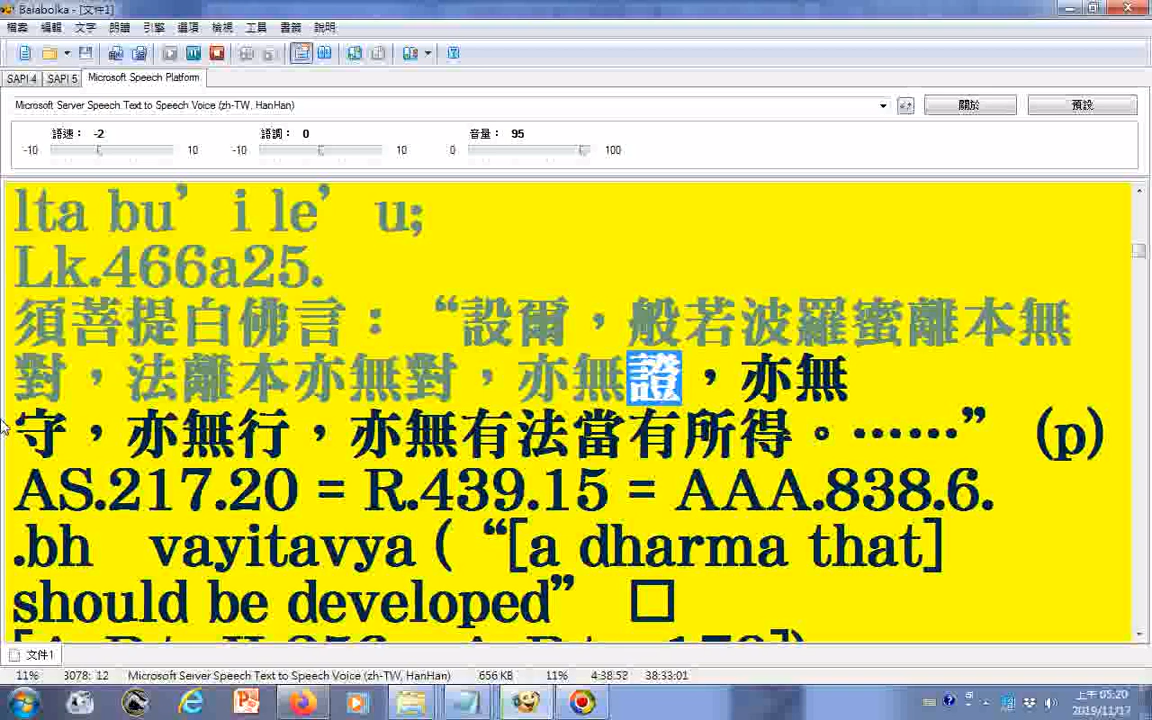 Balabolka - [文件1]
檔案 編輯 文字 朗讀 引擎 選項 檢視 工具 書籤 說明
SAPI 4 SAPI 5 Microsoft Speech Platform
Microsoft Server Speech Text to Speech Voice (zh-TW, HanHan) 關於 預設
語速： -2 語調： 0 音量： 95
-10 10 -10 10 0 100
lta bu’ i le’ u;
Lk.466a25.
須菩提白佛言：“設爾，般若波羅蜜離本無
對，法離本亦無對，亦無證，亦無
守，亦無行，亦無有法當有所得。……” (p)
AS.217.20 = R.439.15 = AAA.838.6.
.bh vayitavya (“[a dharma that]
should be developed” □
文件1
11% 3078: 12 Microsoft Server Speech Text to Speech Voice (zh-TW, HanHan) 656 KB 11% 4:38:52 38:33:01
上午 05:20
2019/11/17